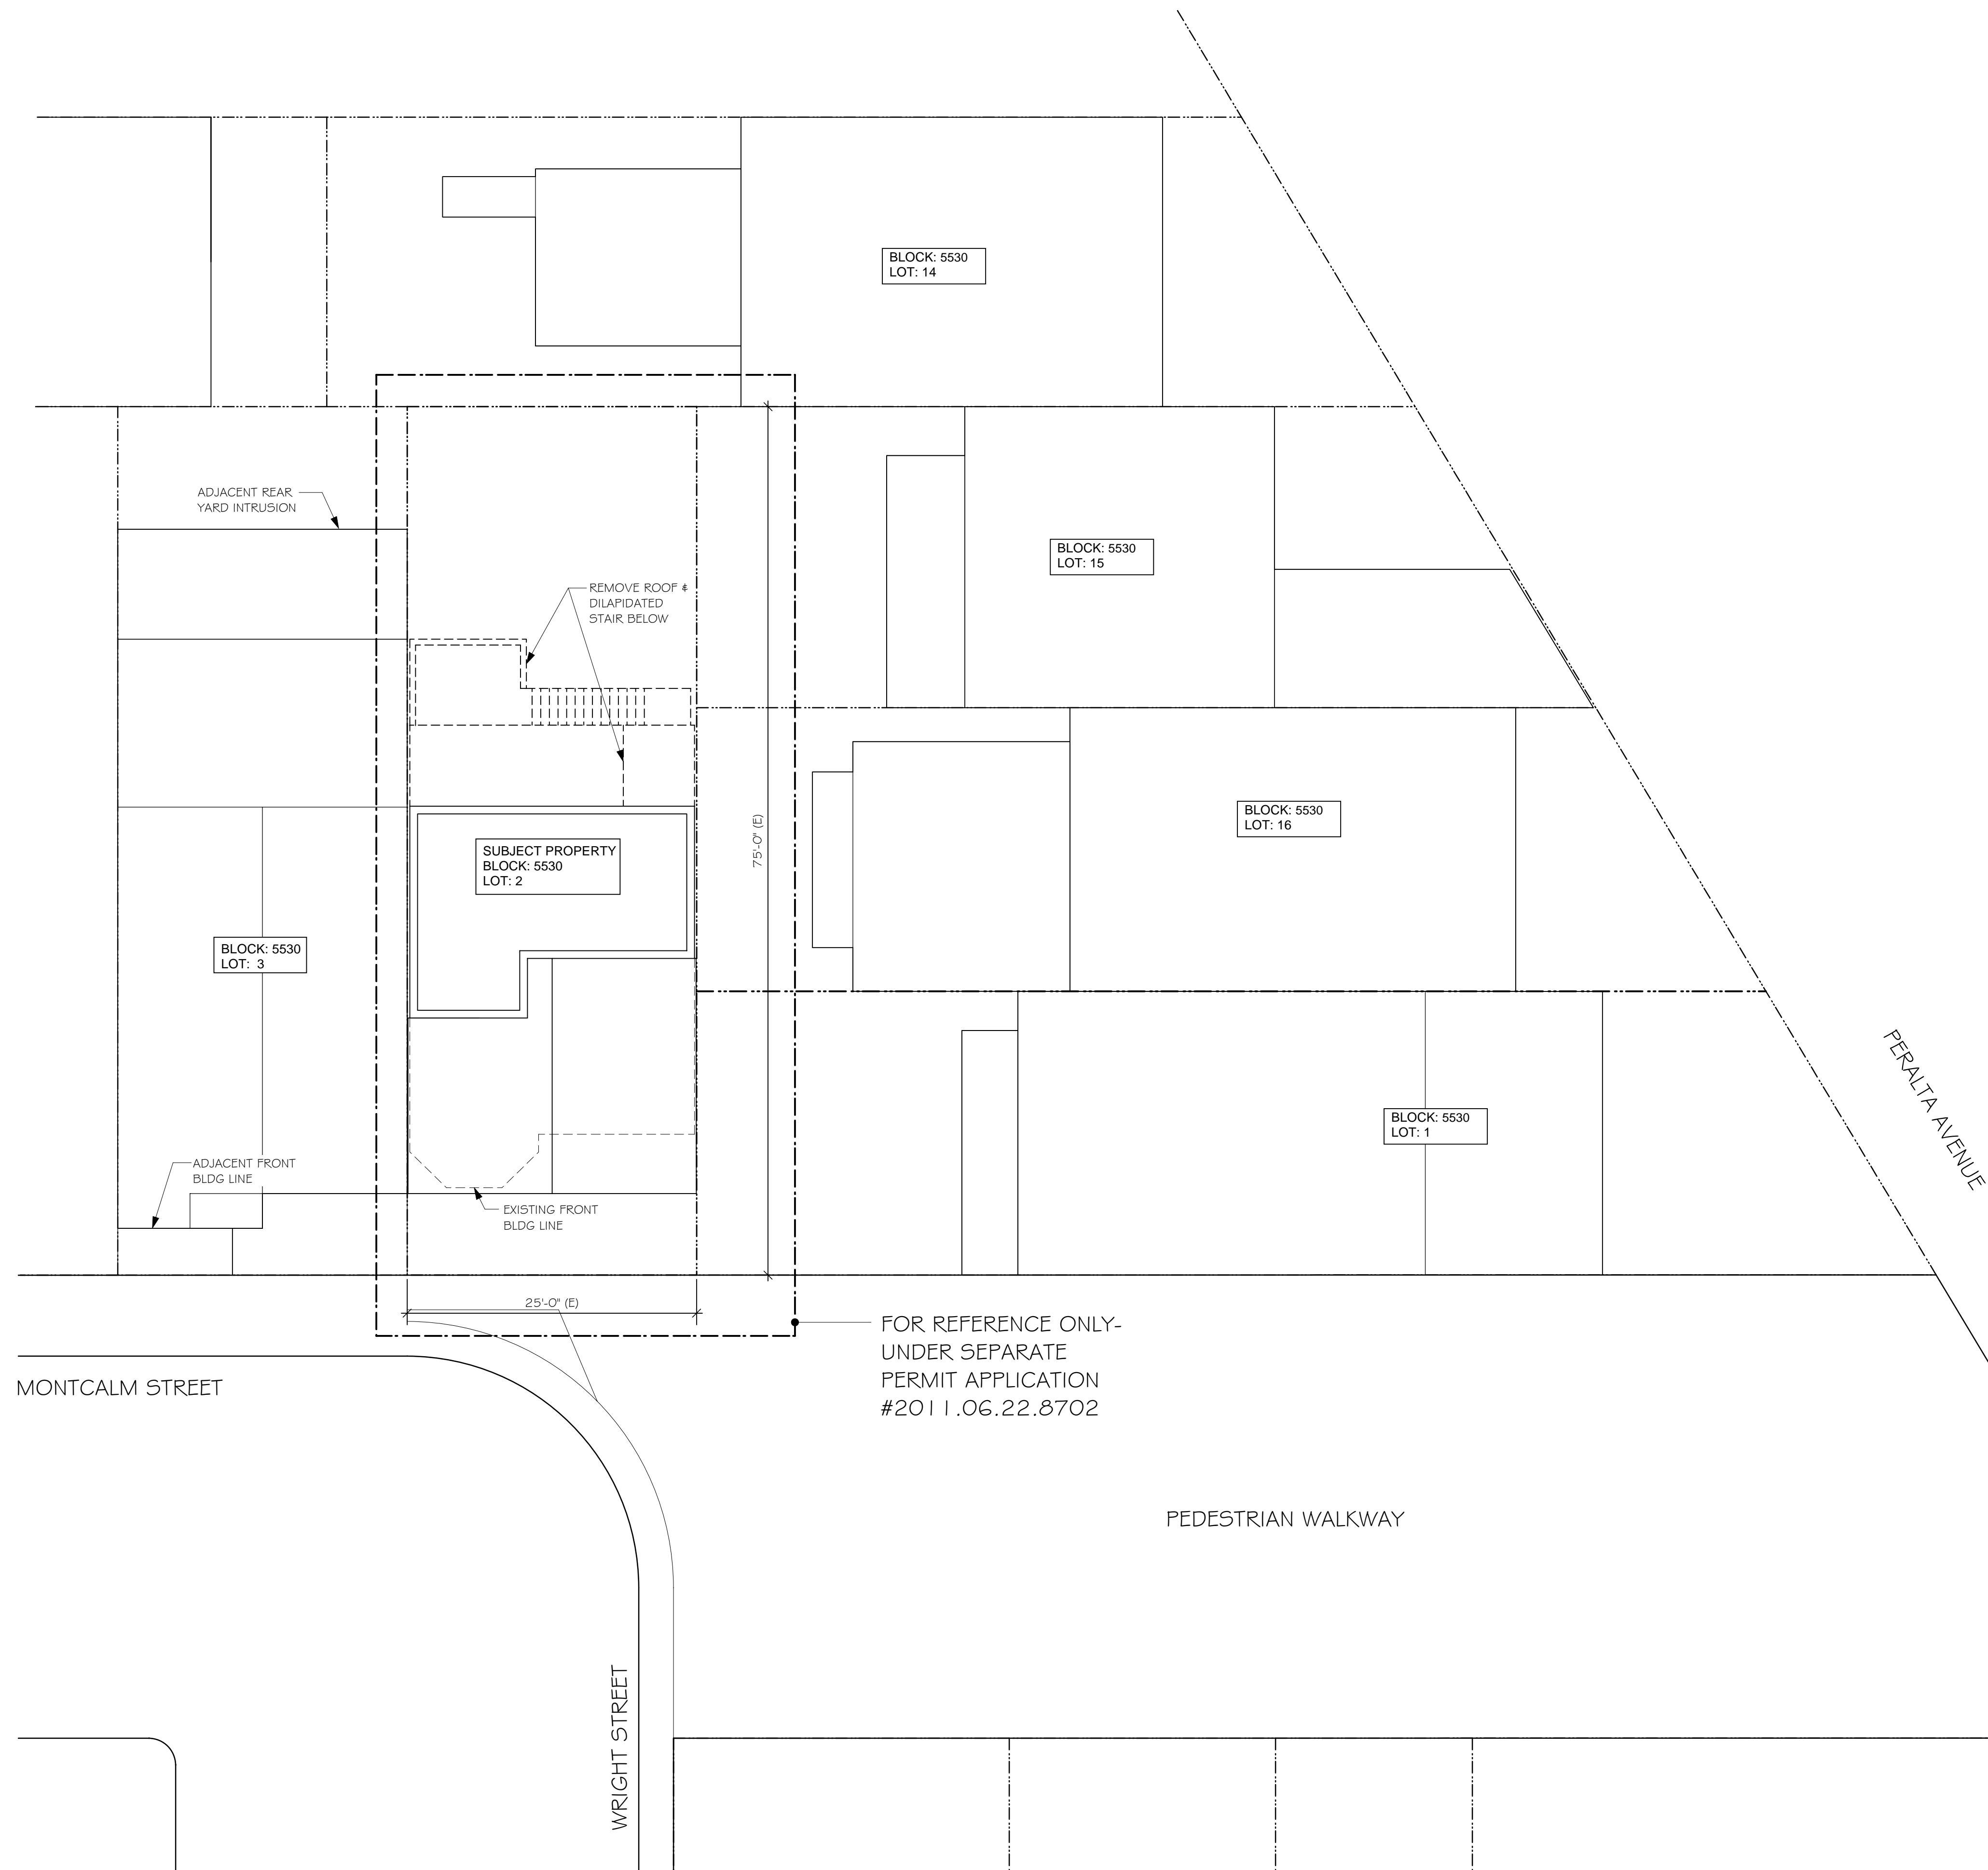 BLOCK: 5530
LOT: 14
ADJACENT REAR
YARD INTRUSION
BLOCK: 5530
LOT: 15
REMOVE ROOF &
DILAPIDATED
STAIR BELOW
75'-0" (E)
BLOCK: 5530
LOT: 16
SUBJECT PROPERTY
BLOCK: 5530
LOT: 2
BLOCK: 5530
LOT: 3
PERALTA AVENUE
BLOCK: 5530
LOT: 1
ADJACENT FRONT
BLDG LINE
EXISTING FRONT
BLDG LINE
25'-0" (E)
FOR REFERENCE ONLY-
UNDER SEPARATE
PERMIT APPLICATION
#2011.06.22.8702
MONTCALM STREET
PEDESTRIAN WALKWAY
WRIGHT STREET